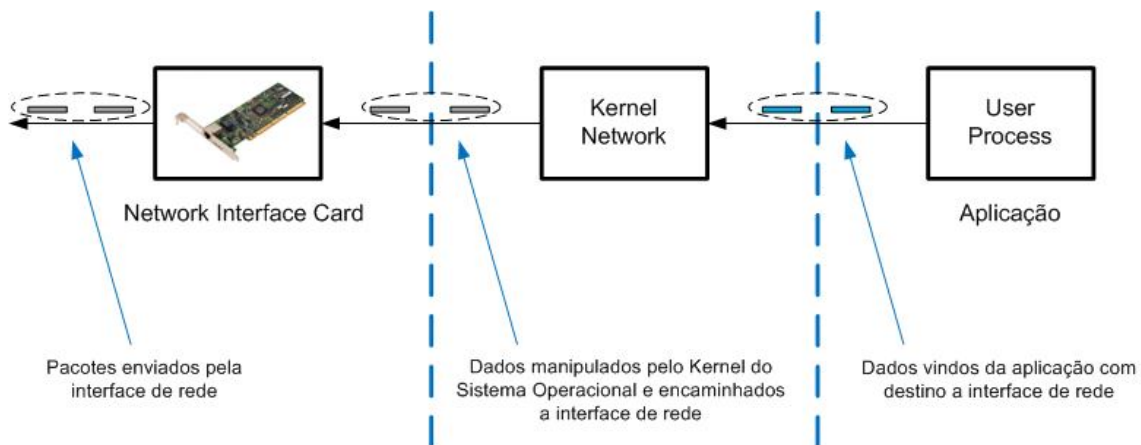 Kernel
Network
User
Process
Network Interface Card
Aplicação
Pacotes enviados pela
interface de rede
Dados manipulados pelo Kernel do
Sistema Operacional e encaminhados
a interface de rede
Dados vindos da aplicação com
destino a interface de rede